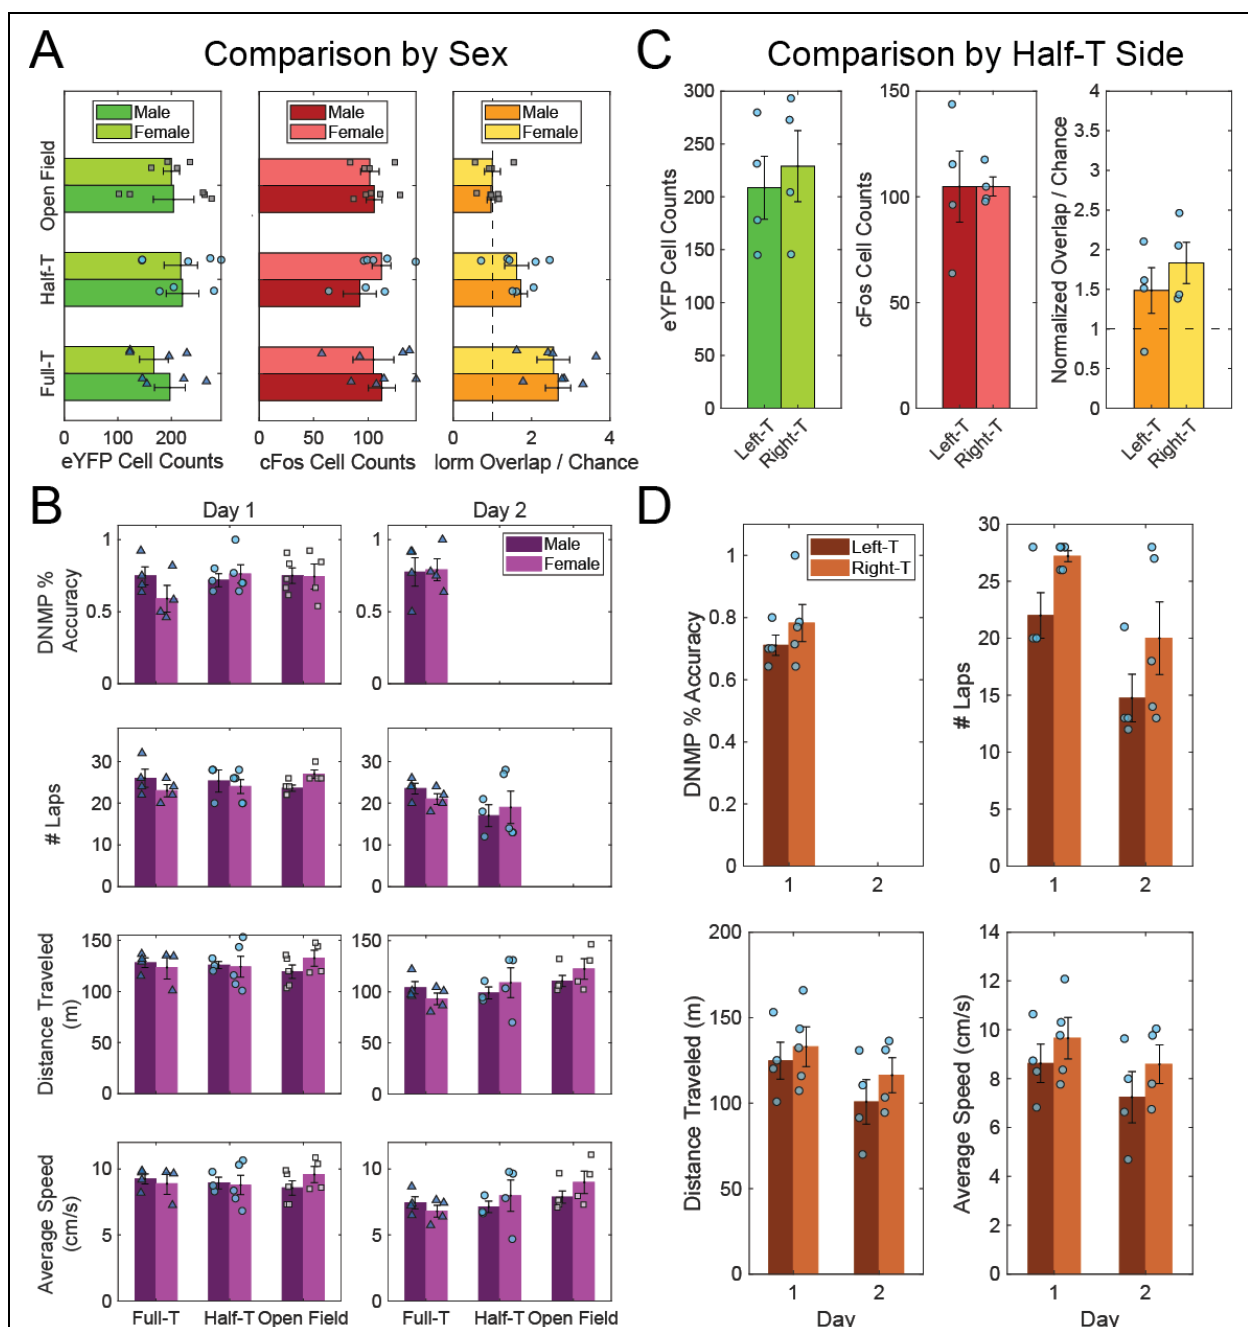 A Comparison by Sex
Male
Female
Male
Female
Male
Female
Open Field
Half-T
Full-T
0 100 200
0 50 100
0 2 4
eYFP Cell Counts
cFos Cell Counts
lorm Overlap / Chance
C Comparison by Half-T Side
300
250
200
150
100
50
0
eYFP Cell Counts
Left-T
Right-T
150
100
50
0
cFos Cell Counts
Left-T
Right-T
4
3.5
3
2.5
2
1.5
1
0.5
0
Normalized Overlap / Chance
Left-T
Right-T
B
Day 1
Day 2
Male
Female
DNMP %
Accuracy
1
0.5
0
1
0.5
0
# Laps
30
20
10
0
30
20
10
0
Distance Traveled
(m)
150
100
50
0
150
100
50
0
Average Speed
(cm/s)
10
5
0
10
5
0
Full-T Half-T Open Field
Full-T Half-T Open Field
D
Left-T
Right-T
DNMP % Accuracy
1
0.8
0.6
0.4
0.2
0
1 2
# Laps
30
25
20
15
10
5
0
1 2
Distance Traveled (m)
200
150
100
50
0
1 2
Day
Average Speed (cm/s)
14
12
10
8
6
4
2
0
1 2
Day